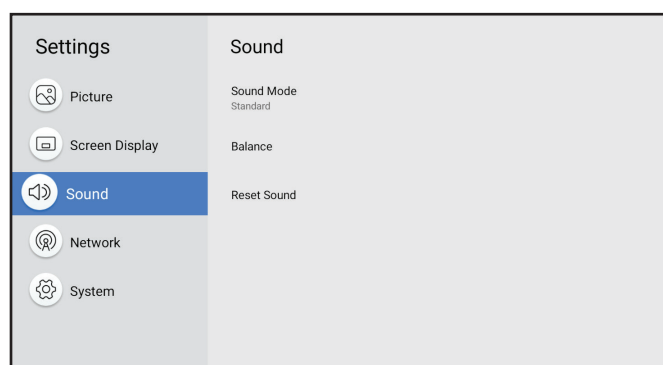 Settings
Picture
Screen Display
Sound
Network
System
Sound
Sound Mode
Standard
Balance
Reset Sound